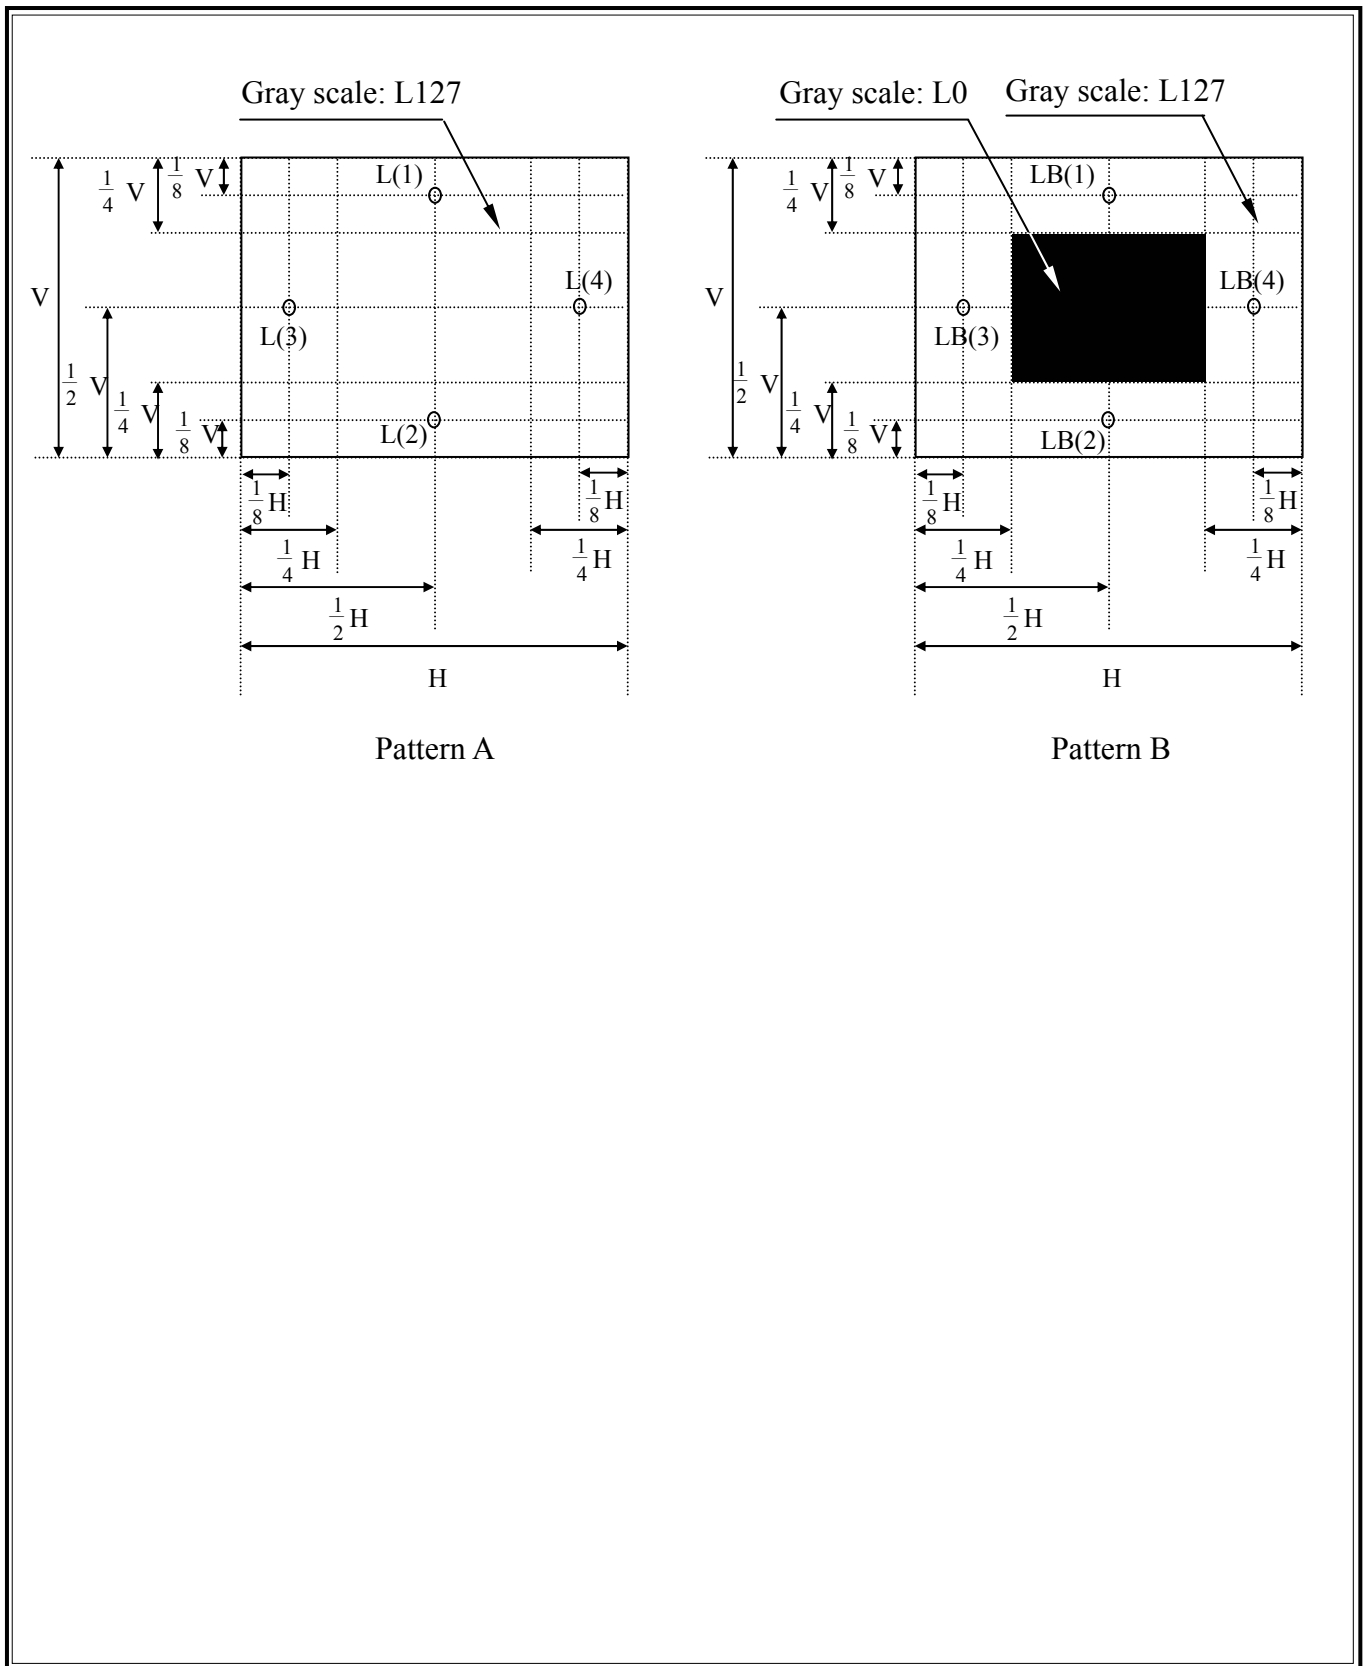 Gray scale: L127
L(1)
1/8 V
1/4 V
V
L(4)
L(3)
1/2 V
1/4 V
L(2)
1/8 V
1/8 H
1/8 H
1/4 H
1/4 H
1/2 H
H
Pattern A
Gray scale: L0 Gray scale: L127
LB(1)
1/8 V
1/4 V
V
LB(4)
LB(3)
1/2 V
1/4 V
1/8 V
LB(2)
1/8 H
1/8 H
1/4 H
1/4 H
1/2 H
H
Pattern B